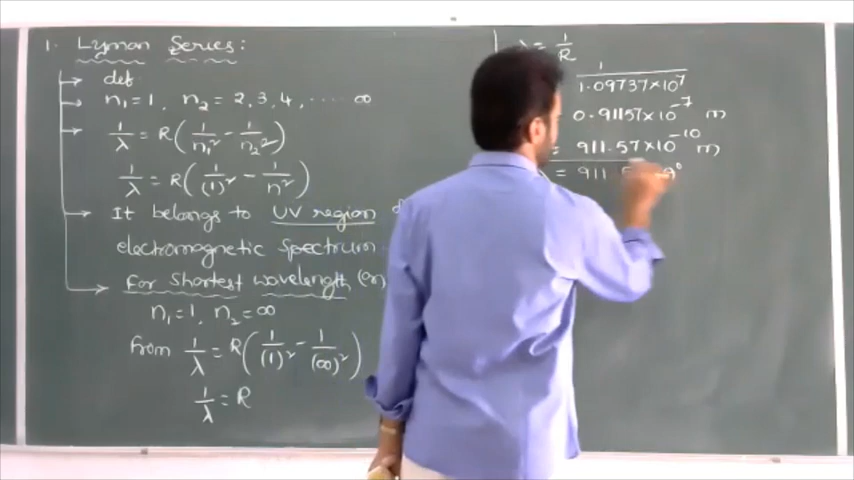 1. Lyman Series:
def
n₁=1, n₂ = 2, 3, 4, ..... ∞
1/λ = R(1/n₁² - 1/n₂²)
1/λ = R(1/(1)² - 1/n²)
It belongs to UV region
electromagnetic Spectrum
For Shortest wavelength (or)
n₁=1, n₂=∞
from 1/λ = R(1/(1)² - 1/(∞)²)
1/λ = R
λ = 1/R
1/1.09737×10⁷
0.91157×10⁻⁷ m
= 911.57×10⁻¹⁰ m
= 911